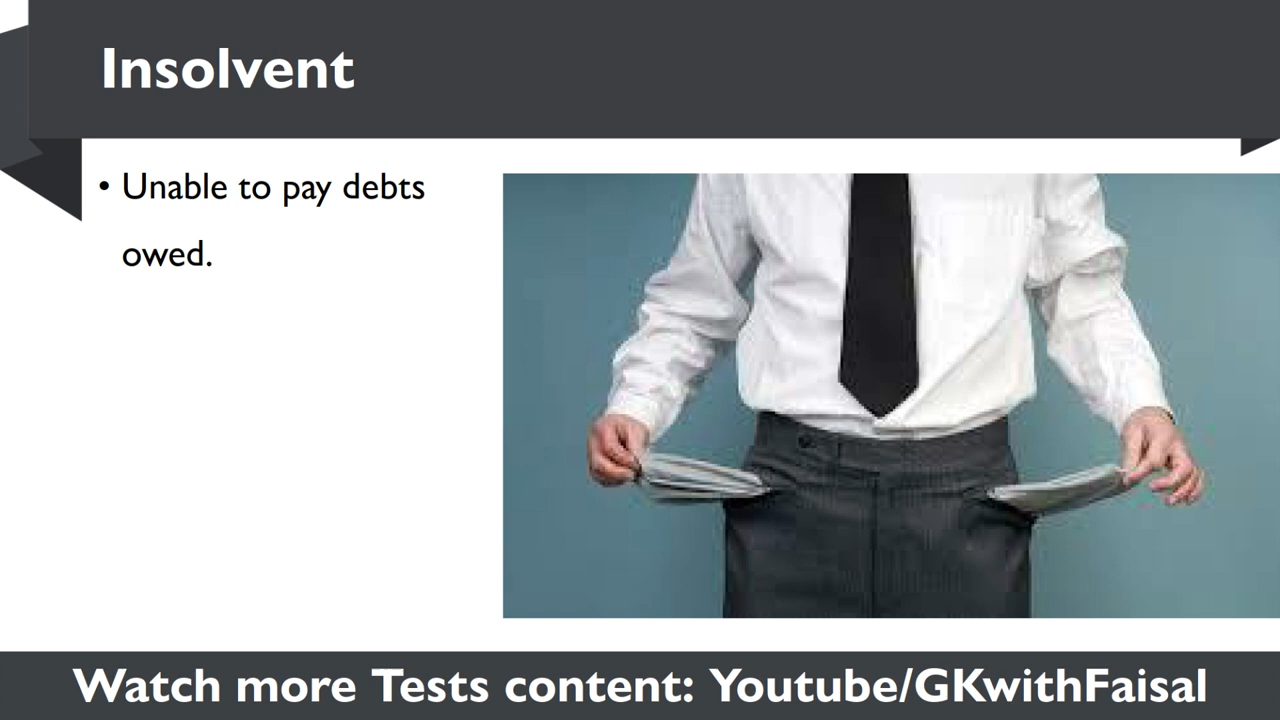 Insolvent
• Unable to pay debts
owed.
Watch more Tests content: Youtube/GKwithFaisal